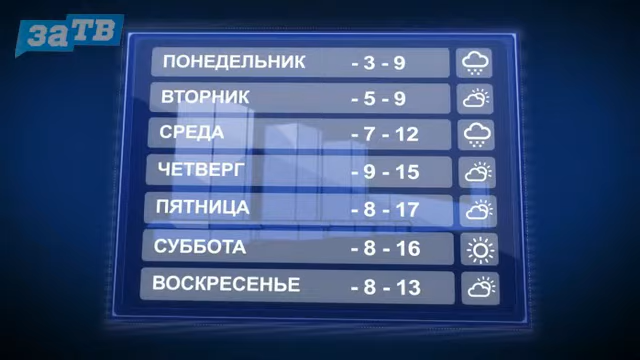 заТВ
ПОНЕДЕЛЬНИК - 3 - 9
ВТОРНИК - 5 - 9
СРЕДА - 7 - 12
ЧЕТВЕРГ - 9 - 15
ПЯТНИЦА - 8 - 17
СУББОТА - 8 - 16
ВОСКРЕСЕНЬЕ - 8 - 13